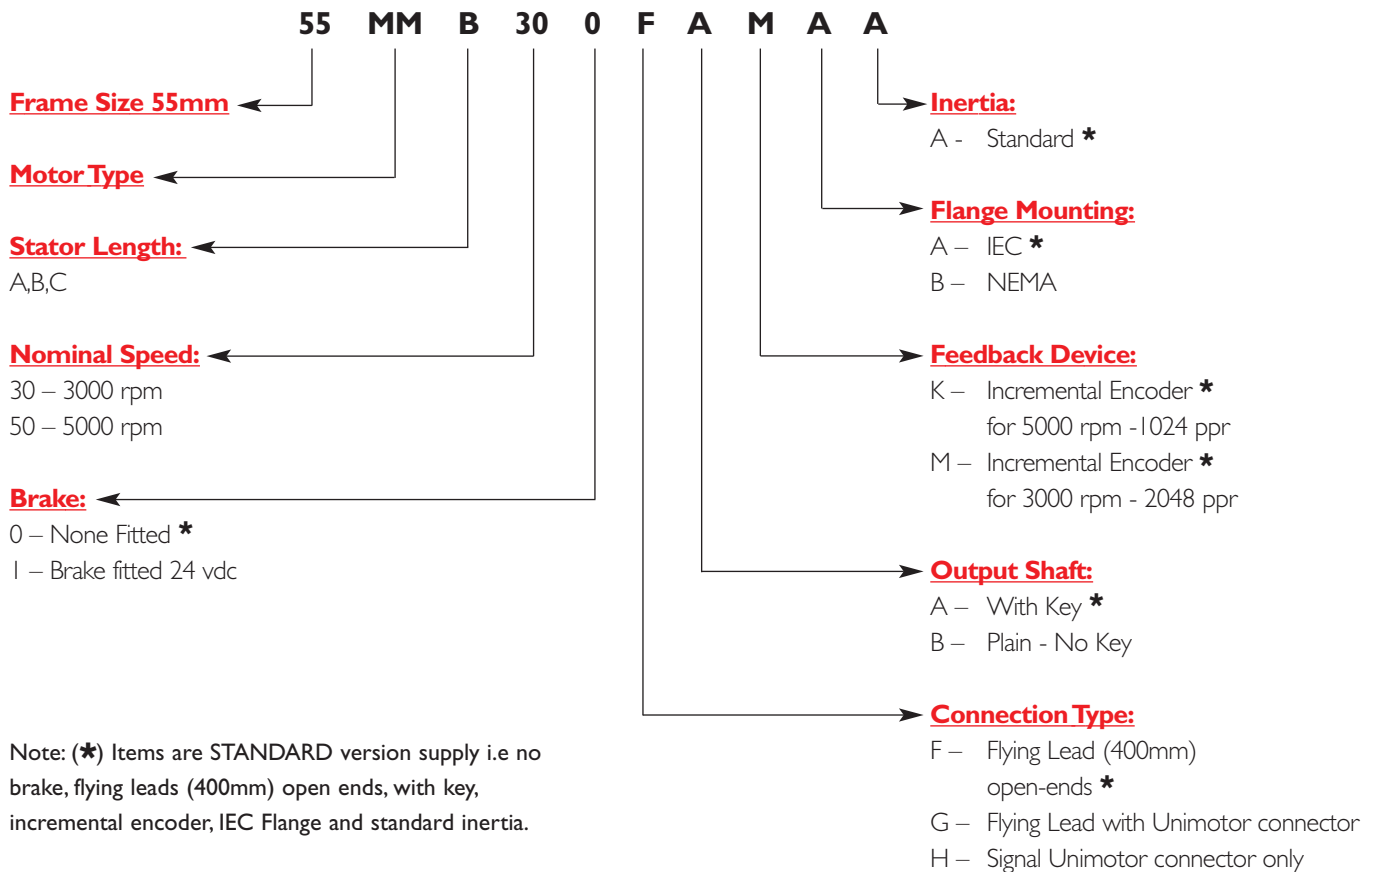 55 MM B 30 0 F A M A A
Frame Size 55mm
Motor Type
Stator Length:
A,B,C
Nominal Speed:
30 – 3000 rpm
50 – 5000 rpm
Brake:
0 – None Fitted *
1 – Brake fitted 24 vdc
Note: (*) Items are STANDARD version supply i.e no
brake, flying leads (400mm) open ends, with key,
incremental encoder, IEC Flange and standard inertia.
Inertia:
A - Standard *
Flange Mounting:
A – IEC *
B – NEMA
Feedback Device:
K – Incremental Encoder *
for 5000 rpm -1024 ppr
M – Incremental Encoder *
for 3000 rpm - 2048 ppr
Output Shaft:
A – With Key *
B – Plain - No Key
Connection Type:
F – Flying Lead (400mm)
open-ends *
G – Flying Lead with Unimotor connector
H – Signal Unimotor connector only